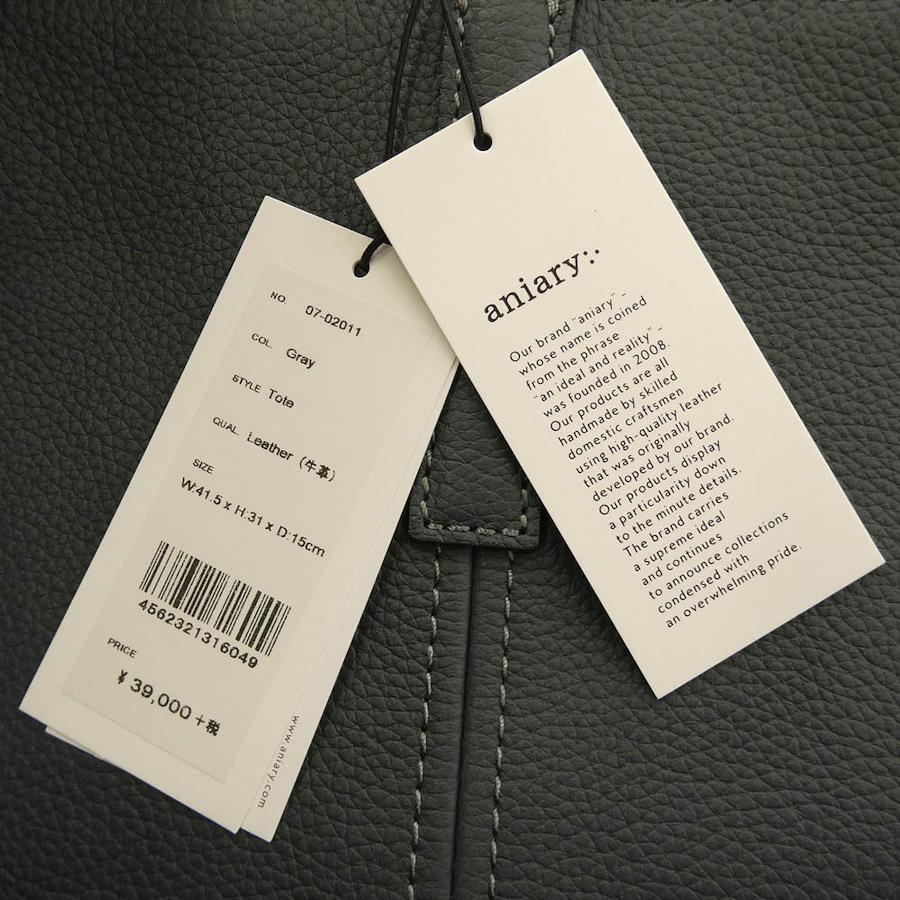 NO. 07-02011
COL. Gray
STYLE Tote
QUAL. Leather (牛革)
SIZE
W:41.5 x H:31 x D:15cm
4562321316049
PRICE
¥ 39,000+税
www.aniary.com
aniary:.
Our brand "aniary" –
whose name is coined
from the phrase
"an ideal and reality" –
was founded in 2008.
Our products are all
handmade by skilled
domestic craftsmen
using high-quality leather
that was originally
developed by our brand.
Our products display
a particularity down
to the minute details.
The brand carries
a supreme ideal
and continues
to announce collections
condensed with
an overwhelming pride.